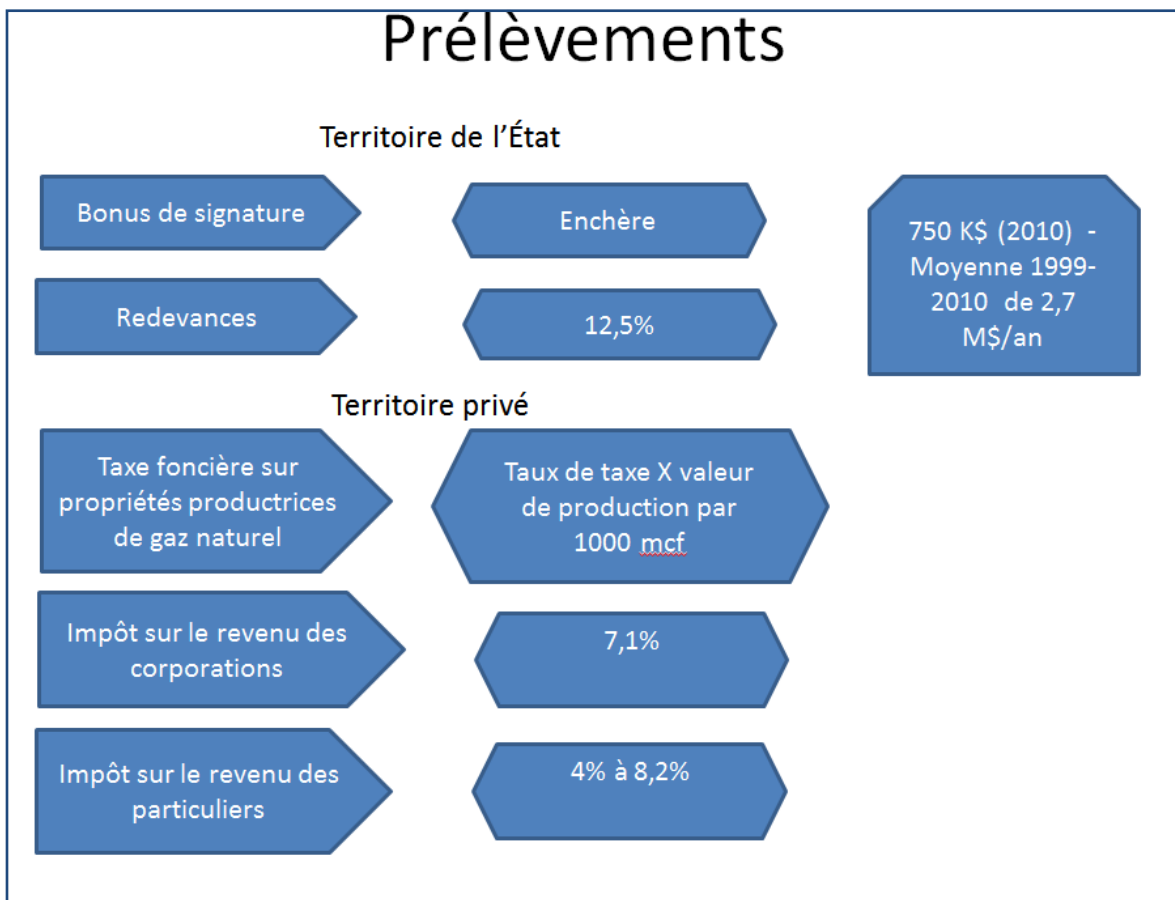 Prélèvements
Territoire de l'État
Bonus de signature
Enchère
750 K$ (2010) -
Moyenne 1999-
2010 de 2,7
M$/an
Redevances
12,5%
Territoire privé
Taxe foncière sur
propriétés productrices
de gaz naturel
Taux de taxe X valeur
de production par
1000 mcf
Impôt sur le revenu des
corporations
7,1%
Impôt sur le revenu des
particuliers
4% à 8,2%